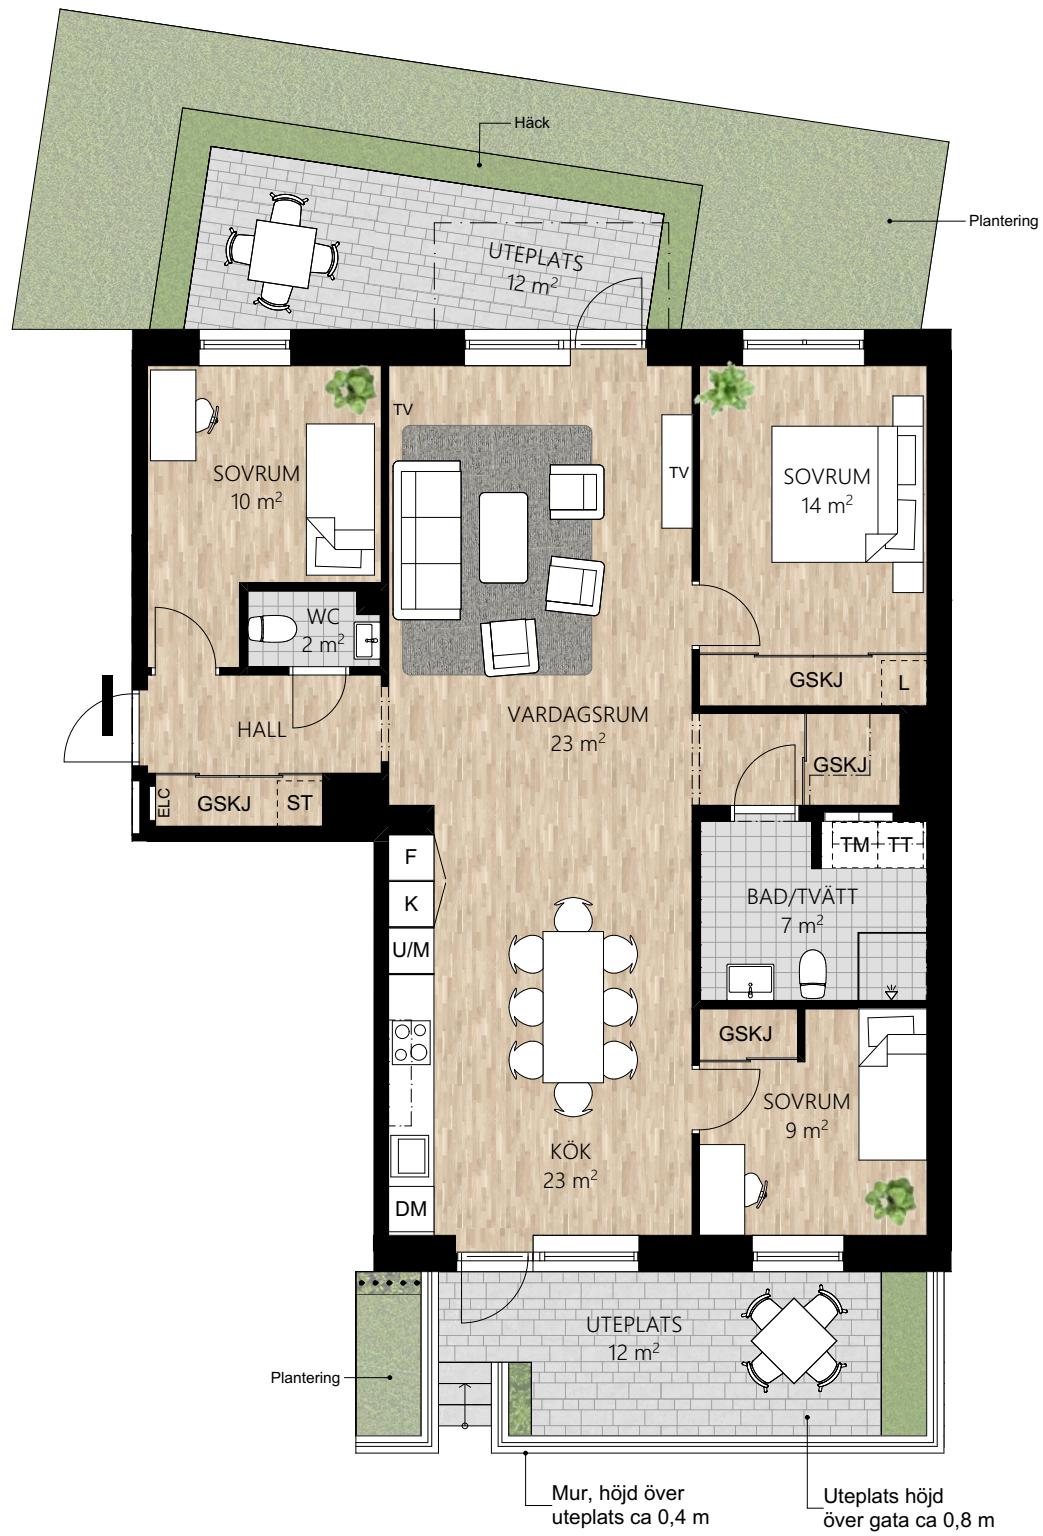 Häck
Plantering
UTEPLATS
12 m²
TV
SOVRUM
10 m²
TV
SOVRUM
14 m²
WC
2 m²
GSKJ
L
HALL
VARDAGSRUM
23 m²
GSKJ
ELC
GSKJ
ST
F
K
U/M
TM
TT
BAD/TVÄTT
7 m²
GSKJ
SOVRUM
9 m²
KÖK
23 m²
DM
UTEPLATS
12 m²
Plantering
Mur, höjd över
uteplats ca 0,4 m
Uteplats höjd
över gata ca 0,8 m